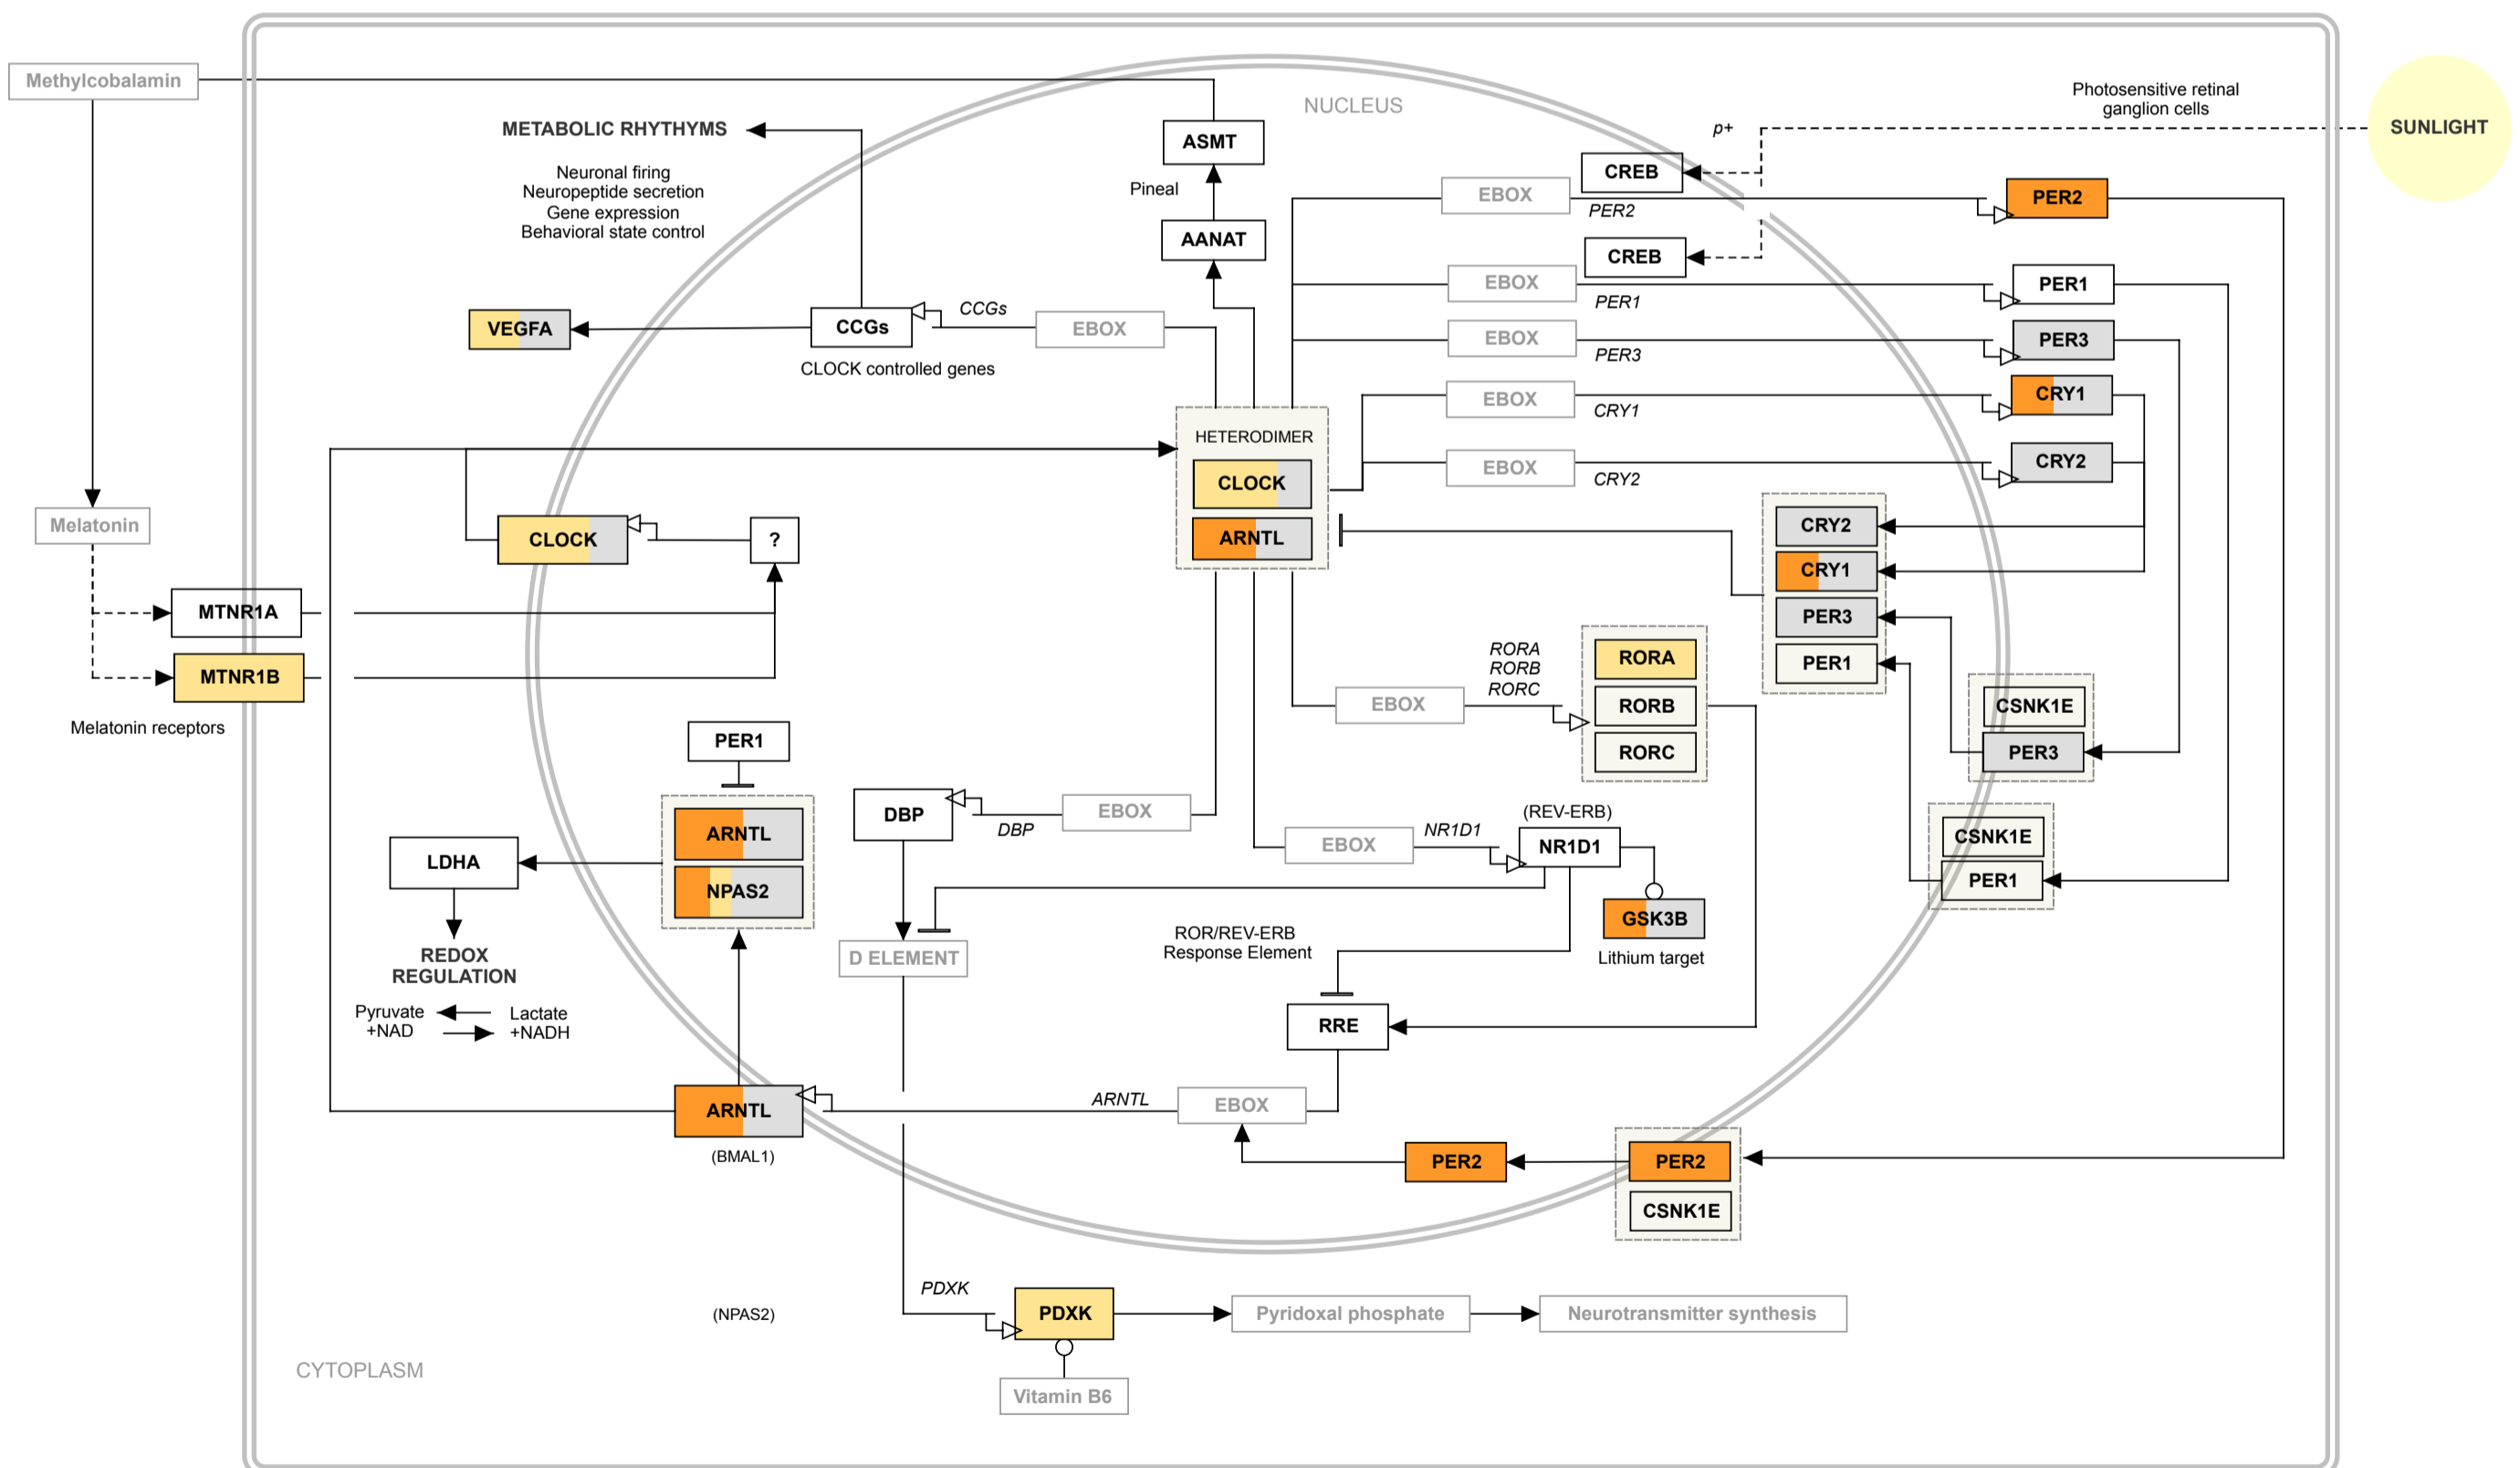 Methylcobalamin
NUCLEUS
Photosensitive retinal
ganglion cells
SUNLIGHT
METABOLIC RHYTHYMS
Neuronal firing
Neuropeptide secretion
Gene expression
Behavioral state control
ASMT
Pineal
AANAT
p+
CREB
EBOX
PER2
PER2
CREB
EBOX
PER1
PER1
VEGFA
CCGs
CCGs
EBOX
CLOCK controlled genes
EBOX
PER3
PER3
EBOX
CRY1
CRY1
EBOX
CRY2
CRY2
HETERODIMER
CLOCK
ARNTL
Melatonin
CLOCK
?
MTNR1A
MTNR1B
Melatonin receptors
CRY2
CRY1
PER3
PER1
RORA
RORB
RORC
EBOX
RORA
RORB
RORC
CSNK1E
PER3
CSNK1E
PER1
PER1
ARNTL
NPAS2
LDHA
REDOX
REGULATION
Pyruvate
+NAD
Lactate
+NADH
DBP
DBP
EBOX
D ELEMENT
EBOX
NR1D1
(REV-ERB)
NR1D1
GSK3B
Lithium target
ROR/REV-ERB
Response Element
RRE
ARNTL
(BMAL1)
ARNTL
EBOX
PER2
PER2
CSNK1E
(NPAS2)
PDXK
PDXK
Pyridoxal phosphate
Neurotransmitter synthesis
Vitamin B6
CYTOPLASM